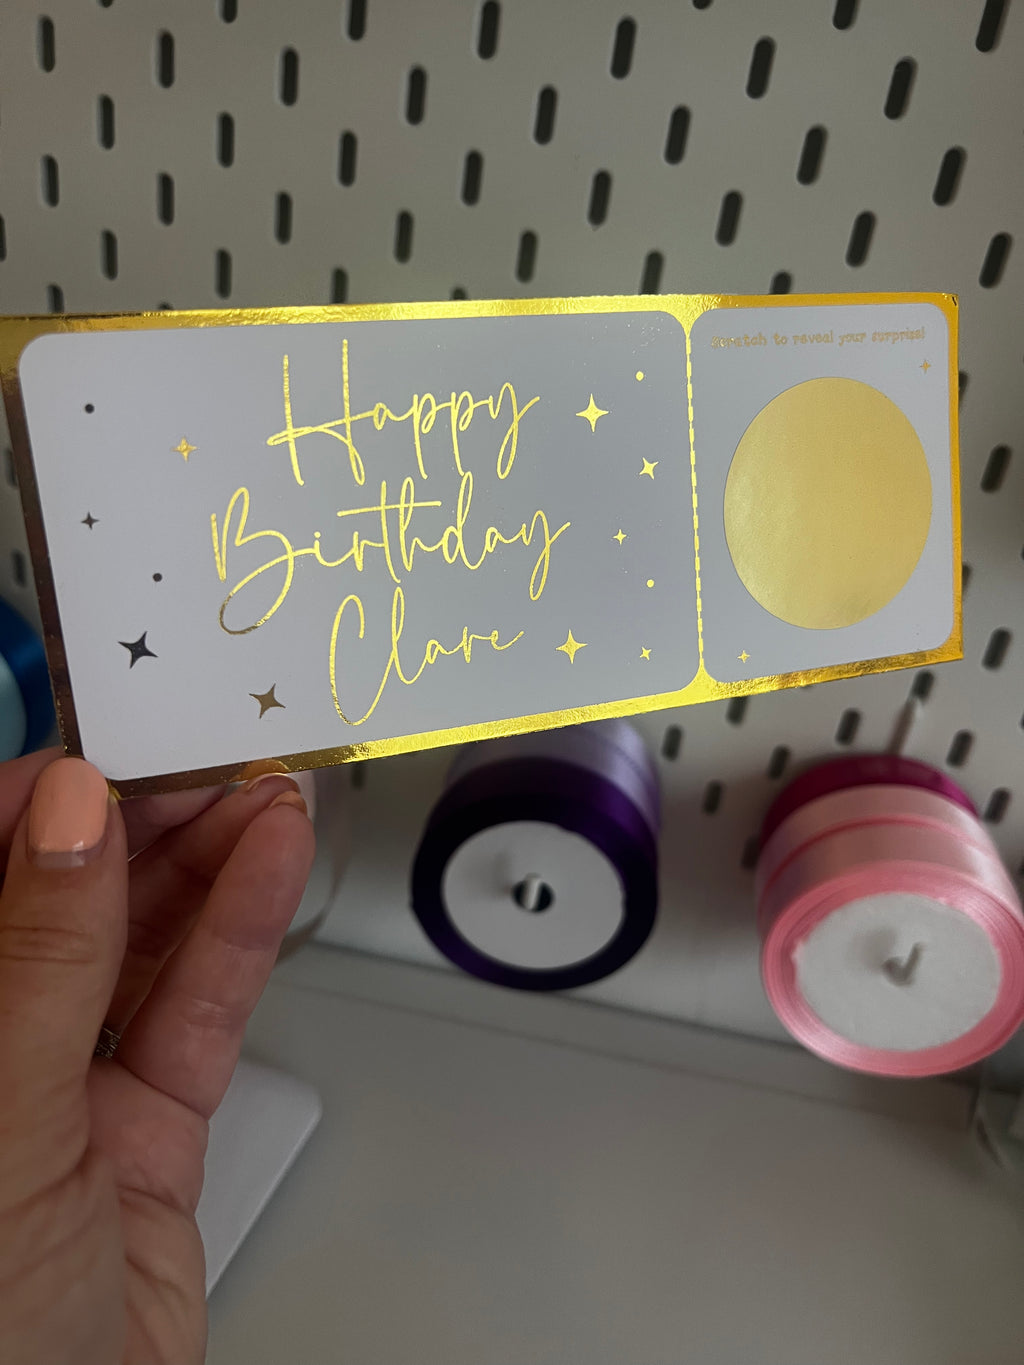 Happy
Birthday
Clare
Scratch to reveal your surprise!